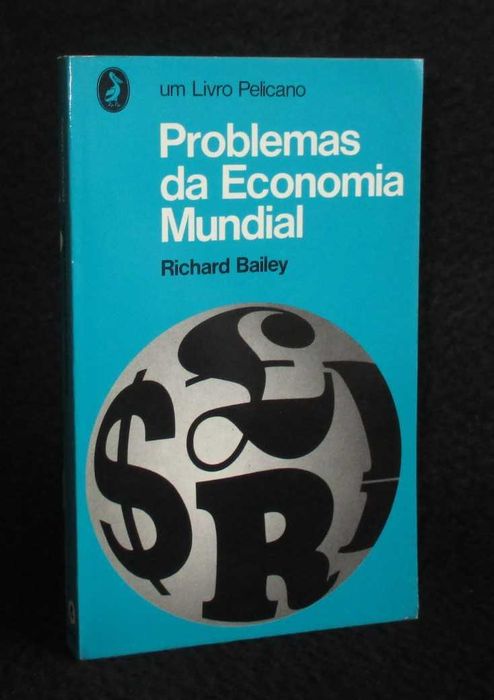 um Livro Pelicano
Problemas
da Economia
Mundial
Richard Bailey
$ £
R